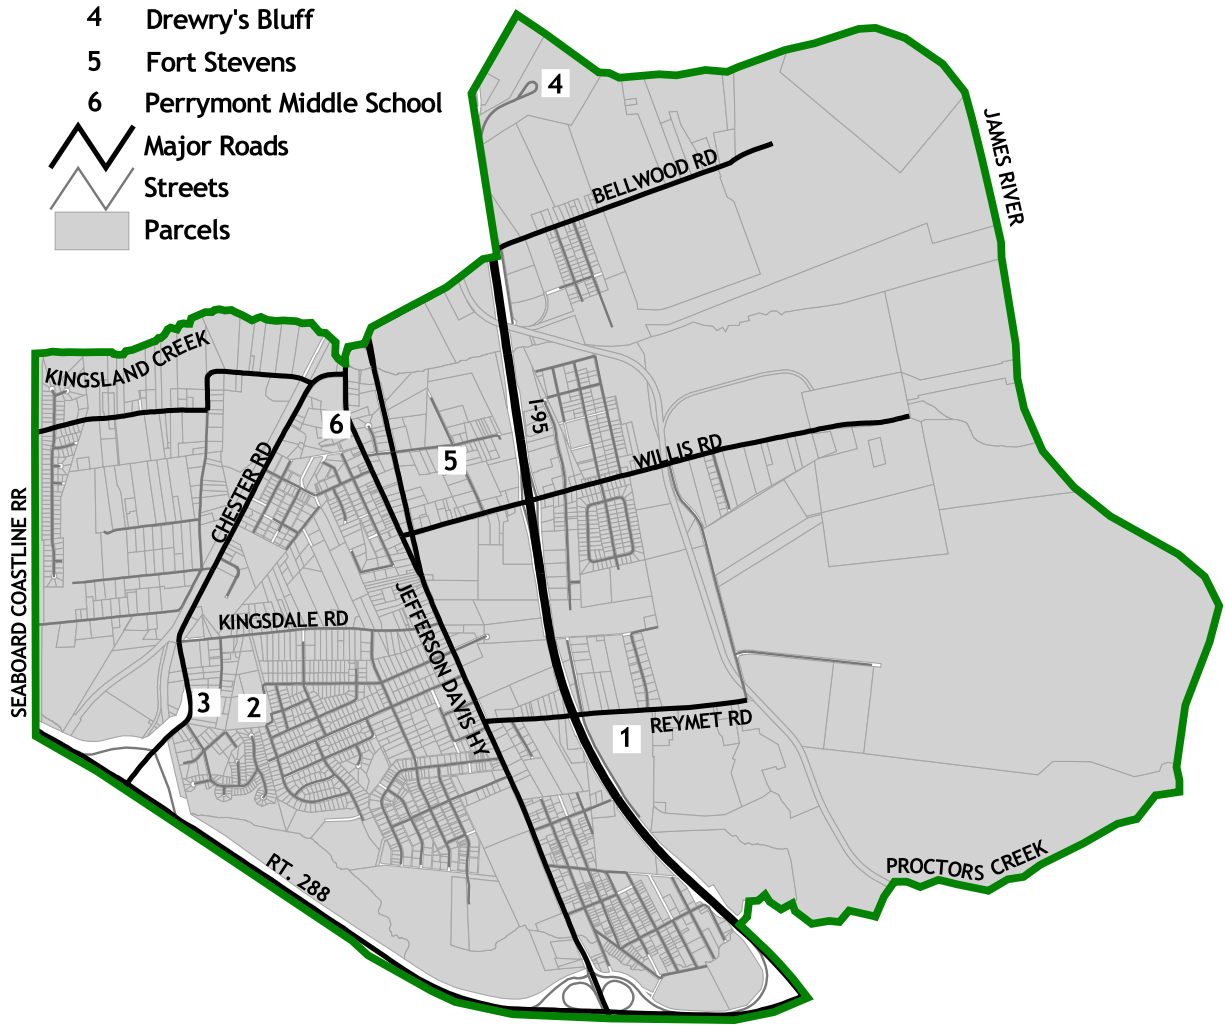 4 Drewry's Bluff
5 Fort Stevens
6 Perrymont Middle School
Major Roads
Streets
Parcels
4
JAMES RIVER
BELLWOOD RD
KINGSLAND CREEK
I-95
6
5
WILLIS RD
CHESTER RD
SEABOARD COASTLINE RR
KINGSDALE RD
JEFFERSON DAVIS HY
3
2
1
REYMET RD
PROCTORS CREEK
RT. 288